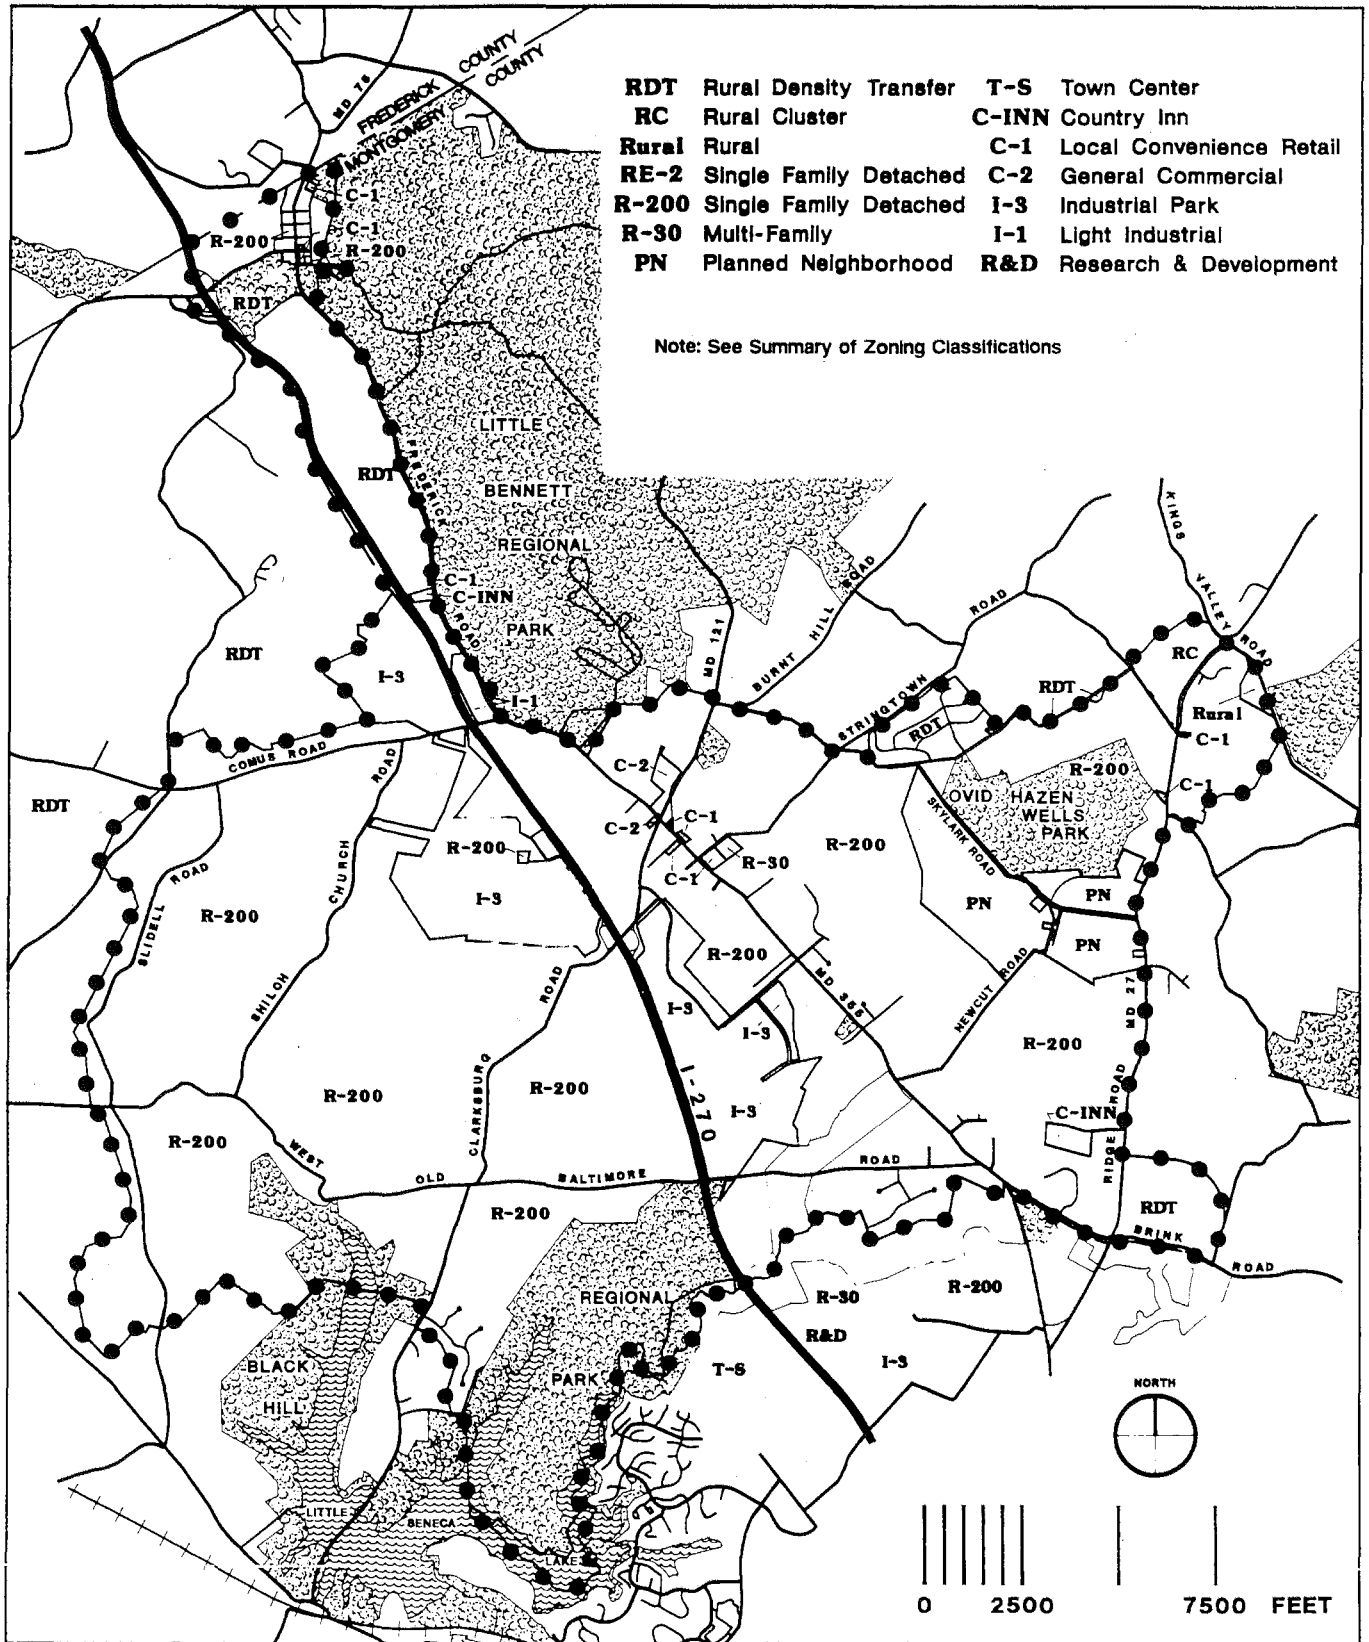 FREDERICK COUNTY
MONTGOMERY COUNTY
MD 75
RDT Rural Density Transfer T-S Town Center
RC Rural Cluster C-INN Country Inn
Rural Rural C-1 Local Convenience Retail
RE-2 Single Family Detached C-2 General Commercial
R-200 Single Family Detached I-3 Industrial Park
R-30 Multi-Family I-1 Light Industrial
PN Planned Neighborhood R&D Research & Development
Note: See Summary of Zoning Classifications
C-1
C-1
R-200
R-200
RDT
LITTLE
BENNETT
REGIONAL
PARK
RDT
FREDERICK
ROAD
C-1
C-INN
KINGS
VALLEY
ROAD
MD 121
BURNT HILL ROAD
STRINGTOWN
ROAD
RDT
I-3
I-1
RC
RDT
RDT
Rural
C-1
COMUS ROAD
ROAD
C-2
R-200
C-1
OVID HAZEN
WELLS
PARK
RDT
C-2
C-1
R-200
R-200
R-30
C-1
SKYLARK ROAD
SLIDELL
ROAD
SHILOH
CHURCH
I-3
R-200
PN
PN
PN
R-200
MD 355
NEWCUT ROAD
MD 27
CLARKSBURG
ROAD
I-3
I-3
R-200
R-200
R-200
I-270
I-3
C-INN
RIDGE
ROAD
R-200
WEST
OLD
BALTIMORE
ROAD
R-200
RDT
BRINK
ROAD
REGIONAL
PARK
R-30
R-200
R&D
I-3
T-S
BLACK
HILL
NORTH
LITTLE
SENECA
LAKE
0 2500 7500 FEET